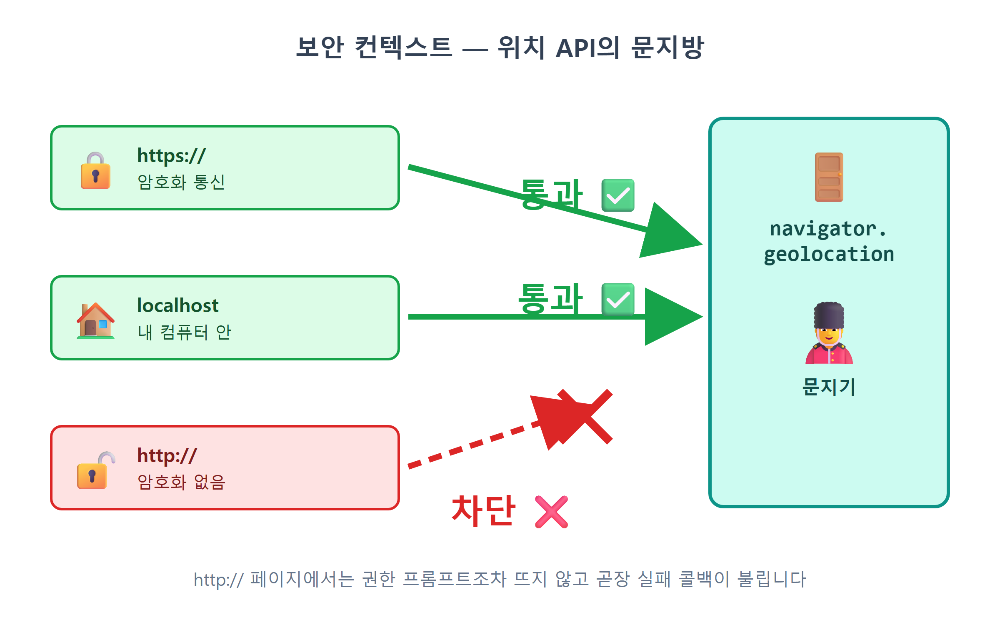 보안 컨텍스트 — 위치 API의 문지방
https://
암호화 통신
통과 ✅
navigator.
geolocation
localhost
내 컴퓨터 안
통과 ✅
문지기
http://
암호화 없음
차단 ❌
http:// 페이지에서는 권한 프롬프트조차 뜨지 않고 곧장 실패 콜백이 불립니다